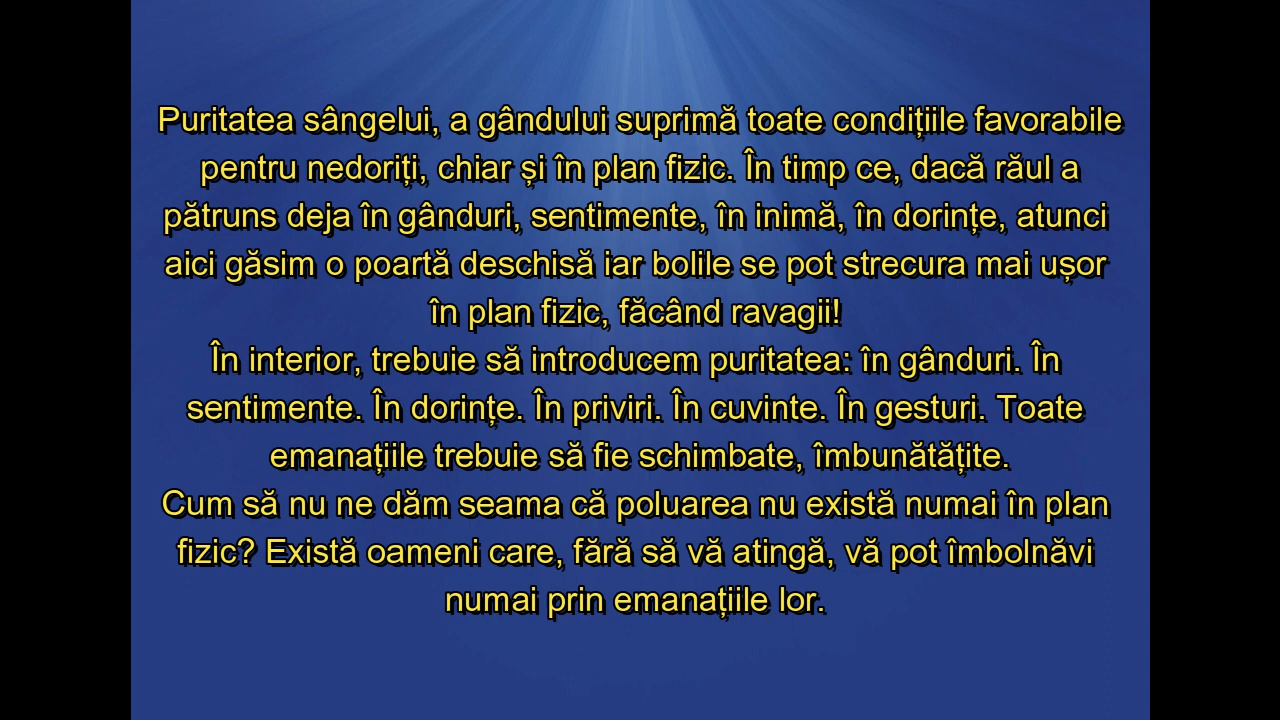 Puritatea sângelui, a gândului suprimă toate condițiile favorabile
pentru nedoriți, chiar și în plan fizic. În timp ce, dacă răul a
pătruns deja în gânduri, sentimente, în inimă, în dorințe, atunci
aici găsim o poartă deschisă iar bolile se pot strecura mai ușor
în plan fizic, făcând ravagii!
În interior, trebuie să introducem puritatea: în gânduri. În
sentimente. În dorințe. În priviri. În cuvinte. În gesturi. Toate
emanațiile trebuie să fie schimbate, îmbunătățite.
Cum să nu ne dăm seama că poluarea nu există numai în plan
fizic? Există oameni care, fără să vă atingă, vă pot îmbolnăvi
numai prin emanațiile lor.